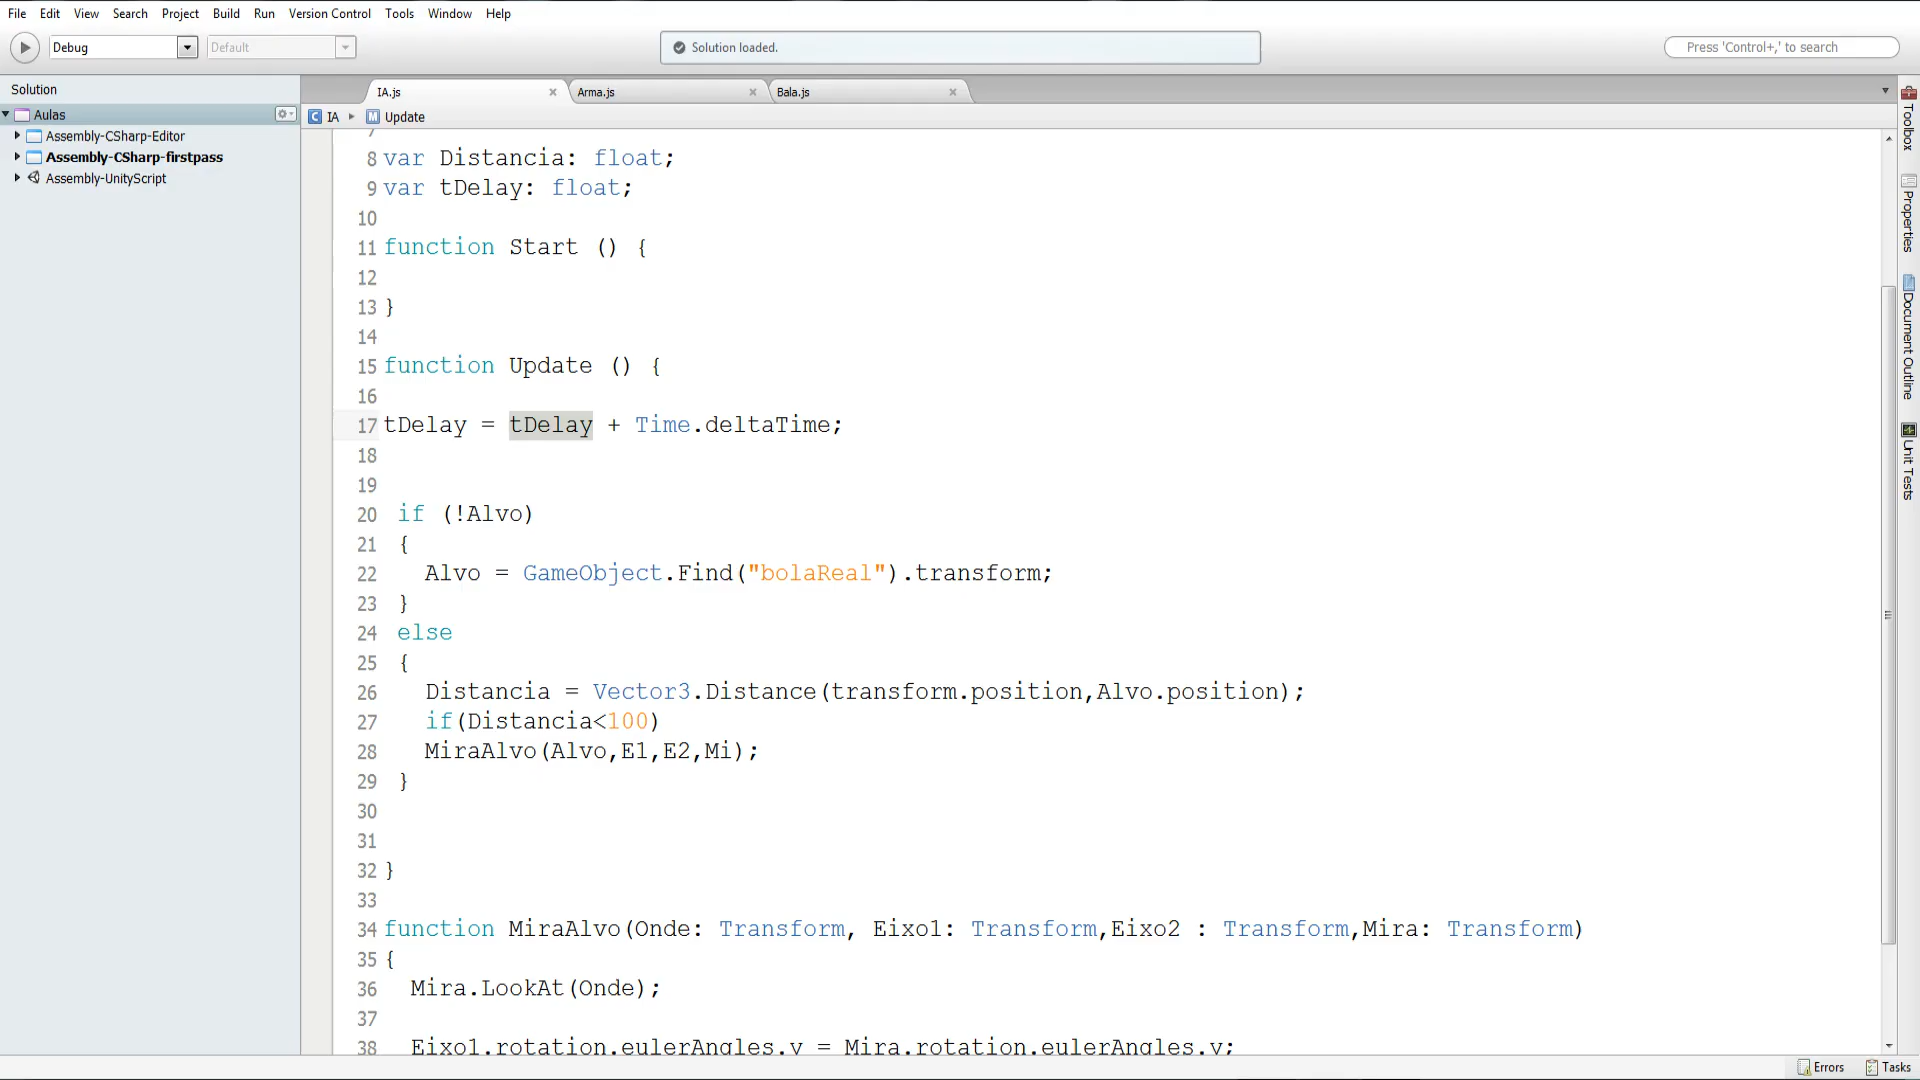 File Edit View Search Project Build Run Version Control Tools Window Help
Debug Default Solution loaded. Press 'Control+,' to search
Solution
IA.js Arma.js Bala.js
Aulas
IA Update
Assembly-CSharp-Editor
Assembly-CSharp-firstpass
Assembly-UnityScript
7
8 var Distancia: float;
9 var tDelay: float;
10
11 function Start () {
12
13 }
14
15 function Update () {
16
17 tDelay = tDelay + Time.deltaTime;
18
19
20 if (!Alvo)
21 {
22 Alvo = GameObject.Find("bolaReal").transform;
23 }
24 else
25 {
26 Distancia = Vector3.Distance(transform.position,Alvo.position);
27 if(Distancia<100)
28 MiraAlvo(Alvo,E1,E2,Mi);
29 }
30
31
32 }
33
34 function MiraAlvo(Onde: Transform, Eixo1: Transform,Eixo2 : Transform,Mira: Transform)
35 {
36 Mira.LookAt(Onde);
37
38 Eixo1.rotation.eulerAngles.y = Mira.rotation.eulerAngles.y;
Toolbox
Properties
Document Outline
Unit Tests
Errors Tasks